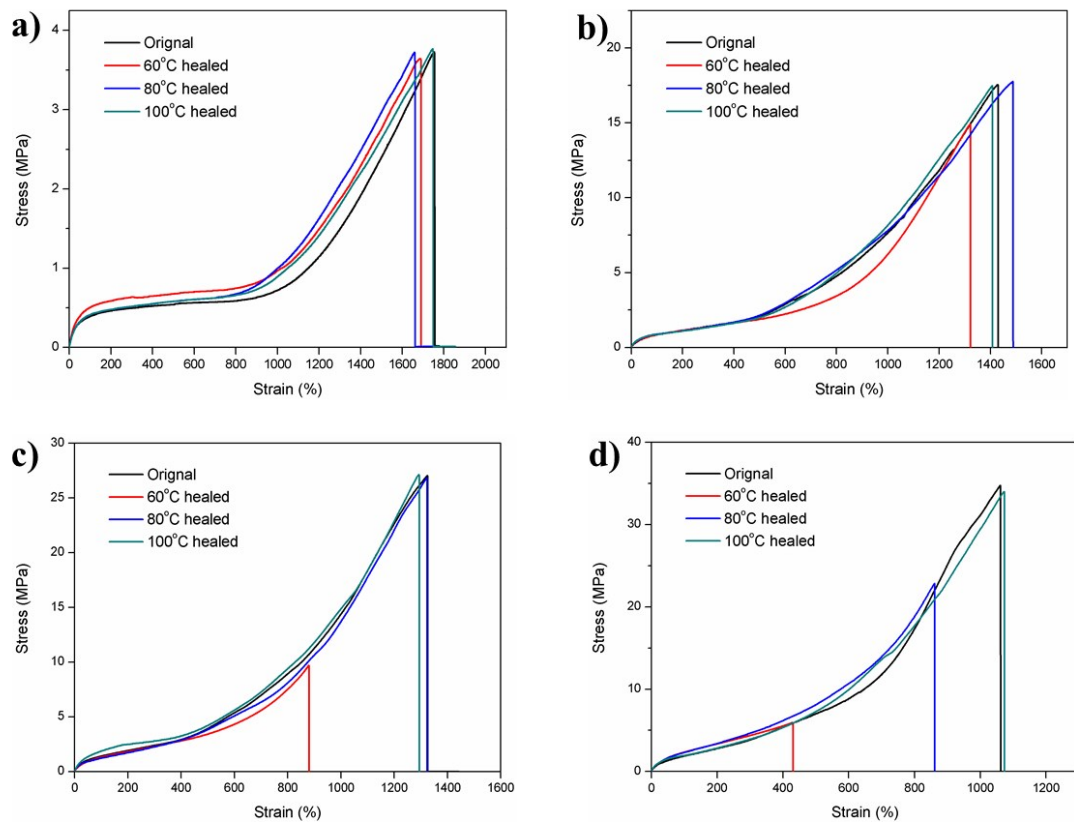 a)
Orignal
60°C healed
80°C healed
100°C healed
Stress (MPa)
4
3
2
1
0
0 200 400 600 800 1000 1200 1400 1600 1800 2000
Strain (%)
b)
Orignal
60°C healed
80°C healed
100°C healed
Stress (MPa)
20
15
10
5
0
0 200 400 600 800 1000 1200 1400 1600
Strain (%)
c)
Orignal
60°C healed
80°C healed
100°C healed
Stress (MPa)
30
25
20
15
10
5
0
0 200 400 600 800 1000 1200 1400 1600
Strain (%)
d)
Orignal
60°C healed
80°C healed
100°C healed
Stress (MPa)
40
30
20
10
0
0 200 400 600 800 1000 1200
Strain (%)